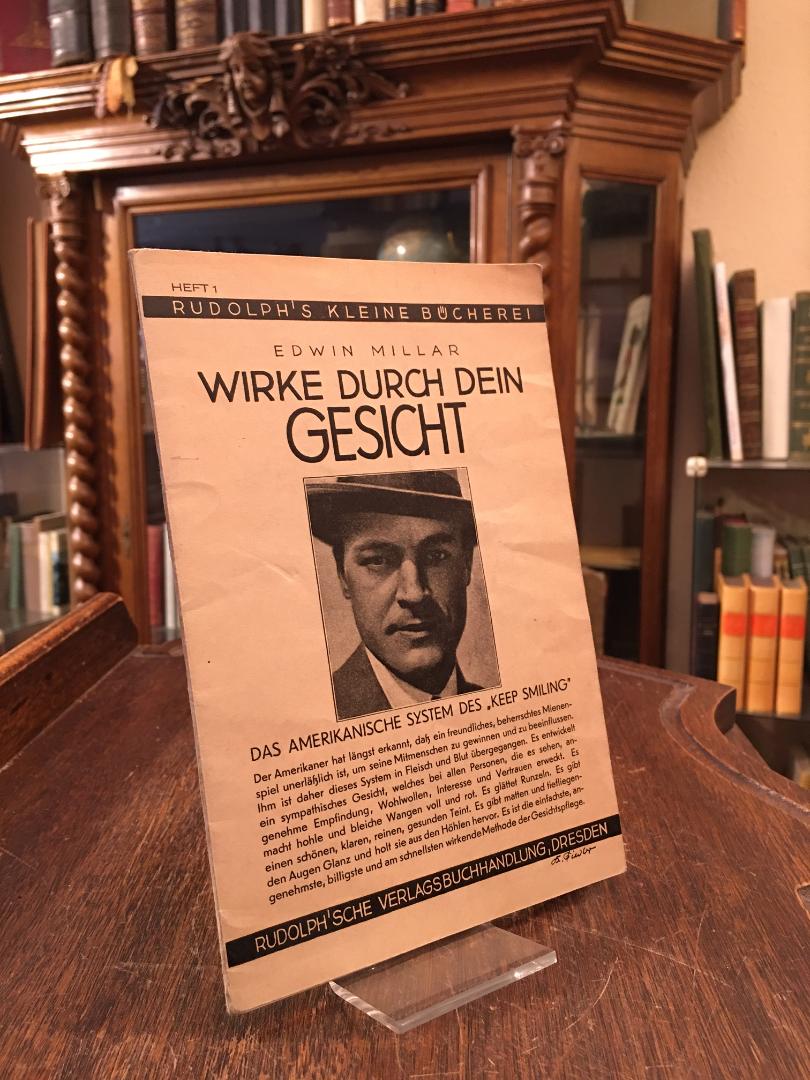 HEFT 1
RUDOLPH'S KLEINE BÜCHEREI
EDWIN MILLAR
WIRKE DURCH DEIN
GESICHT
DAS AMERIKANISCHE SYSTEM DES „KEEP SMILING"
Der Amerikaner hat längst erkannt, daß ein freundliches, beherrschtes Mienen-
spiel unerläßlich ist, um seine Mitmenschen zu gewinnen und zu beeinflussen.
Ihm ist daher dieses System in Fleisch und Blut übergegangen. Es entwickelt
ein sympathisches Gesicht, welches bei allen Personen, die es sehen, an-
genehme Empfindung, Wohlwollen, Interesse und Vertrauen erweckt. Es
macht hohle und bleiche Wangen voll und rot. Es glättet Runzeln. Es gibt
einen schönen, klaren, reinen, gesunden Teint. Es gibt matten und tiefliegen-
den Augen Glanz und holt sie aus den Höhlen hervor. Es ist die einfachste, an-
genehmste, billigste und am schnellsten wirkende Methode der Gesichtspflege.
RUDOLPH'SCHE VERLAGSBUCHHANDLUNG, DRESDEN